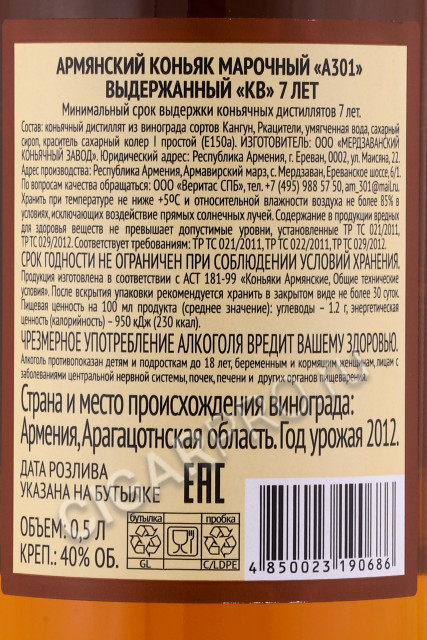 АРМЯНСКИЙ КОНЬЯК МАРОЧНЫЙ «А301»
ВЫДЕРЖАННЫЙ «КВ» 7 ЛЕТ
Минимальный срок выдержки коньячных дистиллятов 7 лет.
Состав: коньячный дистиллят из винограда сортов Кангун, Ркацители, умягченная вода, сахарный
сироп, краситель сахарный колер I простой (Е150а). ИЗГОТОВИТЕЛЬ: ООО «МЕРДЗАВАНСКИЙ
КОНЬЯЧНЫЙ ЗАВОД». Юридический адрес: Республика Армения, г. Ереван, 0002, ул. Маисяна, 22.
Адрес производства: Республика Армения, Армавирский марз, с. Мердзаван, Ереванское шоссе, 6/1.
По вопросам качества обращаться: ООО «Веритас СПБ», тел. +7 (495) 988 57 50, am_301@mail.ru.
Хранить при температуре не ниже +5ºС и относительной влажности воздуха не более 85% в
условиях, исключающих воздействие прямых солнечных лучей. Содержание в продукции вредных
для здоровья веществ не превышает допустимые уровни, установленные ТР ТС 021/2011,
ТР ТС 029/2012. Соответствует требованиям: ТР ТС 021/2011, ТР ТС 022/2011, ТР ТС 029/2012.
СРОК ГОДНОСТИ НЕ ОГРАНИЧЕН ПРИ СОБЛЮДЕНИИ УСЛОВИЙ ХРАНЕНИЯ.
Продукция изготовлена в соответствии с АСТ 181-99 «Коньяки Армянские, Общие технические
условия». После вскрытия упаковки рекомендуется хранить в закрытом виде не более 30 суток.
Пищевая ценность на 100 мл продукта (среднее значение): углеводы – 1.2 г, энергетическая
ценность (калорийность) – 950 кДж (230 ккал).
ЧРЕЗМЕРНОЕ УПОТРЕБЛЕНИЕ АЛКОГОЛЯ ВРЕДИТ ВАШЕМУ ЗДОРОВЬЮ.
Алкоголь противопоказан детям и подросткам до 18 лет, беременным и кормящим женщинам, лицам с
заболеваниями центральной нервной системы, почек, печени и других органов пищеварения.
Страна и место происхождения винограда:
Армения, Арагацотнская область. Год урожая 2012.
ДАТА РОЗЛИВА
УКАЗАНА НА БУТЫЛКЕ
EAC
ОБЪЕМ: 0,5 Л
КРЕП.: 40% ОБ.
бутылка
пробка
GL
C/LDPE
4 850023 190686
CIGARPRO.RU